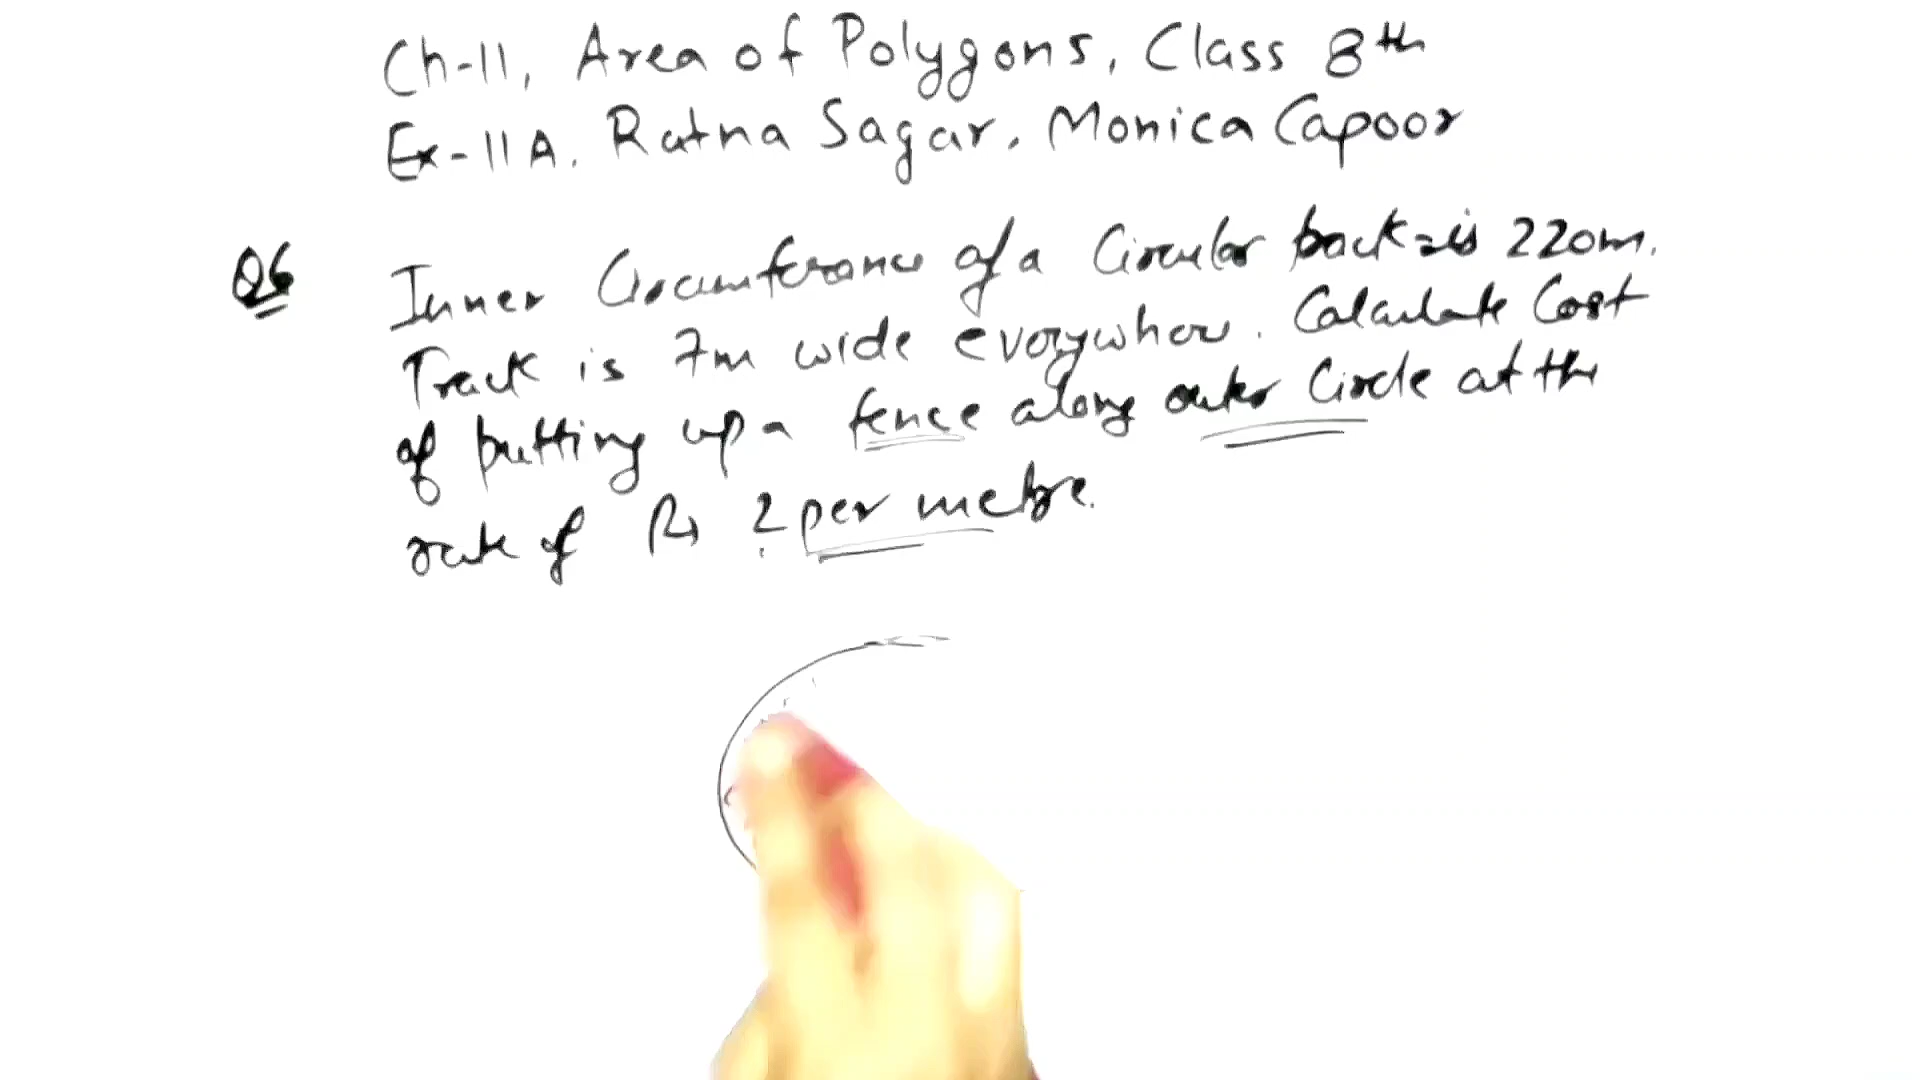 Ch-11, Area of Polygons, Class 8th
Ex-11A. Ratna Sagar. Monica Capoor
Q6 Inner Circumference of a Circular track is 220m.
Track is 7m wide everywhere. Calculate Cost
of putting up a fence along outer Circle at the
rate of Rs 2 per metre.